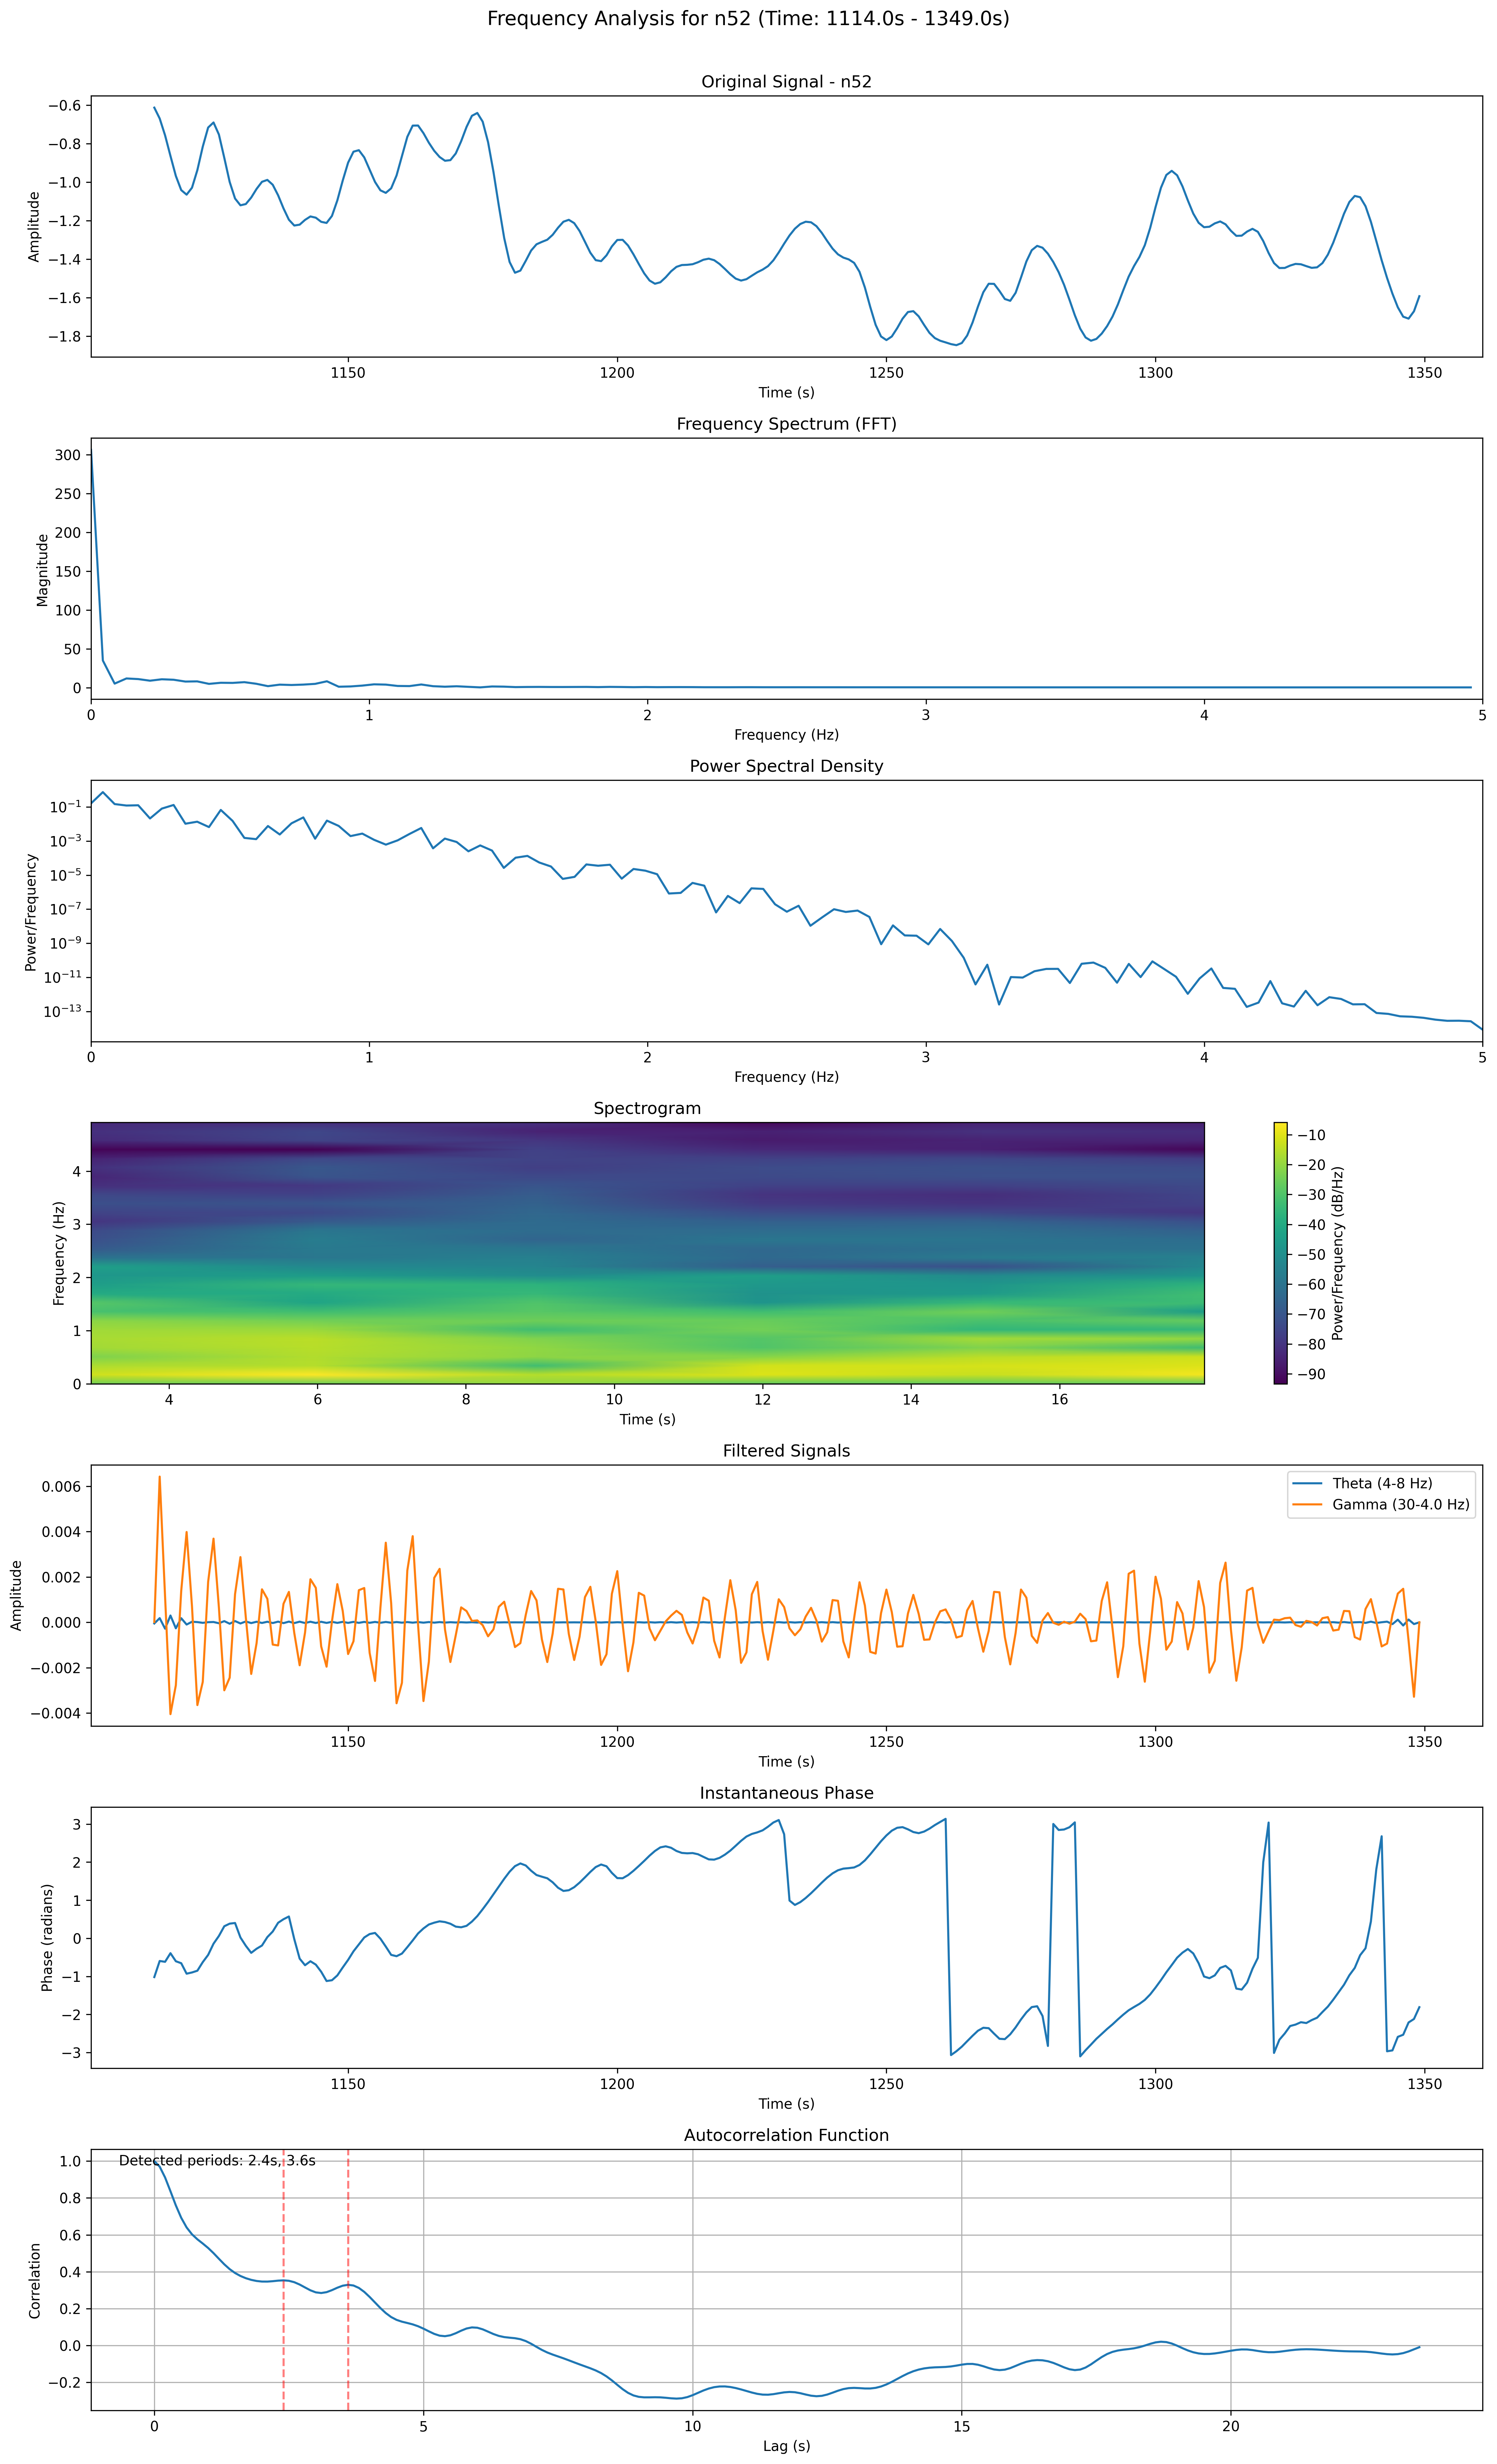 Frequency Analysis for n52 (Time: 1114.0s - 1349.0s)
Original Signal - n52
Amplitude
−0.6
−0.8
−1.0
−1.2
−1.4
−1.6
−1.8
1150 1200 1250 1300 1350
Time (s)
Frequency Spectrum (FFT)
Magnitude
300
250
200
150
100
50
0
0 1 2 3 4 5
Frequency (Hz)
Power Spectral Density
Power/Frequency
10⁻¹
10⁻³
10⁻⁵
10⁻⁷
10⁻⁹
10⁻¹¹
10⁻¹³
0 1 2 3 4 5
Frequency (Hz)
Spectrogram
Frequency (Hz)
4
3
2
1
0
4 6 8 10 12 14 16
Time (s)
−10
−20
−30
−40
−50
−60
−70
−80
−90
Power/Frequency (dB/Hz)
Filtered Signals
Amplitude
0.006
0.004
0.002
0.000
−0.002
−0.004
Theta (4-8 Hz)
Gamma (30-4.0 Hz)
1150 1200 1250 1300 1350
Time (s)
Instantaneous Phase
Phase (radians)
3
2
1
0
−1
−2
−3
1150 1200 1250 1300 1350
Time (s)
Autocorrelation Function
Detected periods: 2.4s, 3.6s
Correlation
1.0
0.8
0.6
0.4
0.2
0.0
−0.2
0 5 10 15 20
Lag (s)